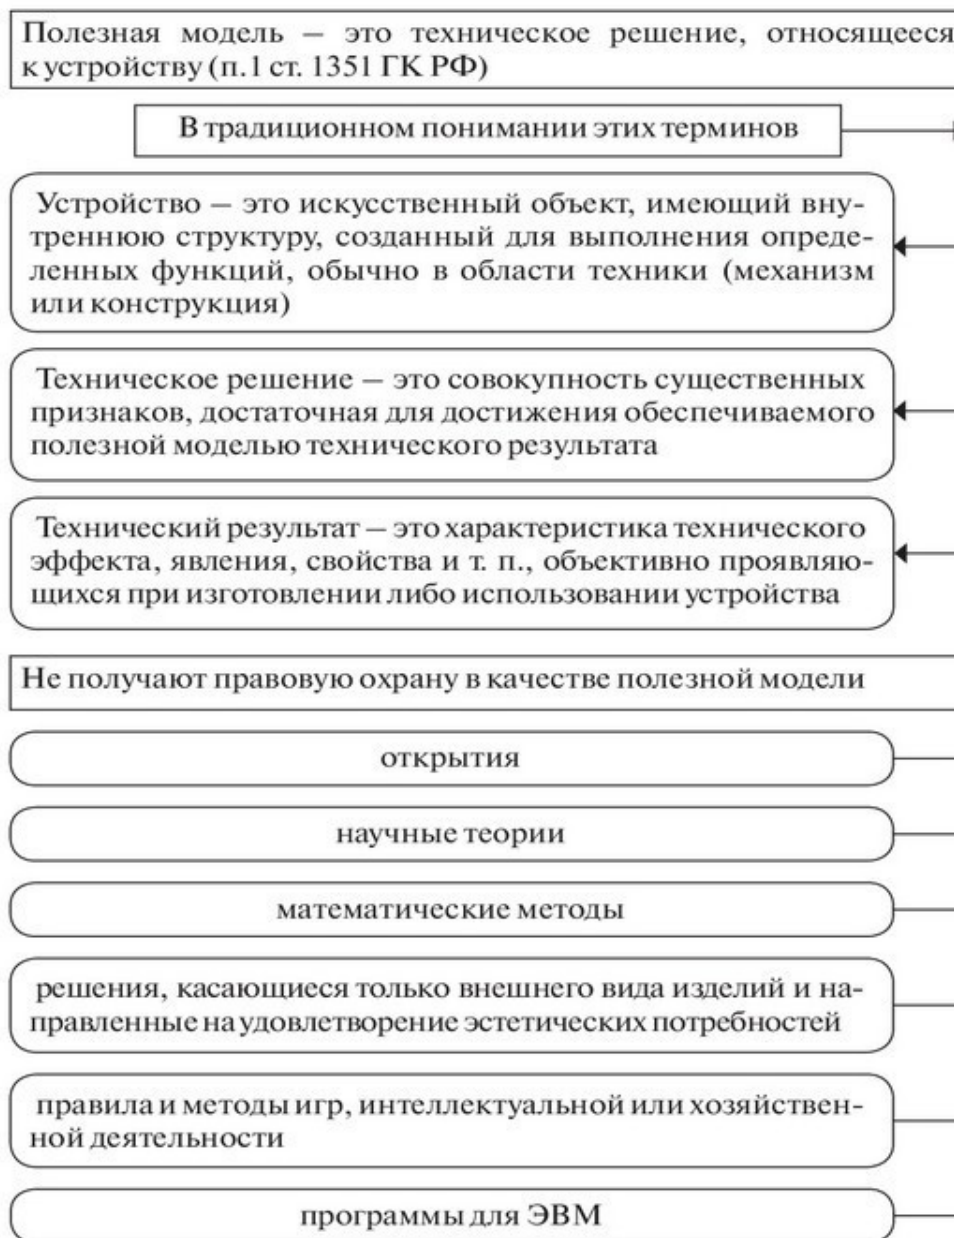 Полезная модель – это техническое решение, относящееся
к устройству (п.1 ст. 1351 ГК РФ)
В традиционном понимании этих терминов
Устройство – это искусственный объект, имеющий вну-
треннюю структуру, созданный для выполнения опреде-
ленных функций, обычно в области техники (механизм
или конструкция)
Техническое решение – это совокупность существенных
признаков, достаточная для достижения обеспечиваемого
полезной моделью технического результата
Технический результат – это характеристика технического
эффекта, явления, свойства и т. п., объективно проявляю-
щихся при изготовлении либо использовании устройства
Не получают правовую охрану в качестве полезной модели
открытия
научные теории
математические методы
решения, касающиеся только внешнего вида изделий и на-
правленные на удовлетворение эстетических потребностей
правила и методы игр, интеллектуальной или хозяйствен-
ной деятельности
программы для ЭВМ